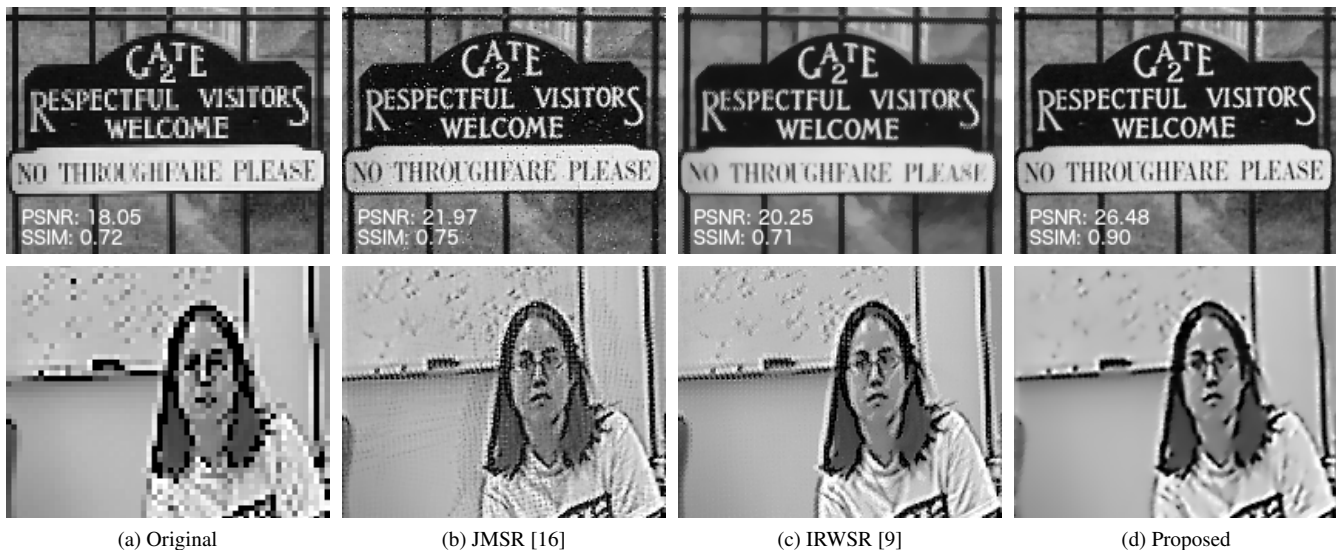 GATE
2
RESPECTFUL VISITORS
WELCOME
NO THROUGHFARE PLEASE
PSNR: 18.05
SSIM: 0.72
GATE
2
RESPECTFUL VISITORS
WELCOME
NO THROUGHFARE PLEASE
PSNR: 21.97
SSIM: 0.75
GATE
2
RESPECTFUL VISITORS
WELCOME
NO THROUGHFARE PLEASE
PSNR: 20.25
SSIM: 0.71
GATE
2
RESPECTFUL VISITORS
WELCOME
NO THROUGHFARE PLEASE
PSNR: 26.48
SSIM: 0.90
(a) Original
(b) JMSR [16]
(c) IRWSR [9]
(d) Proposed